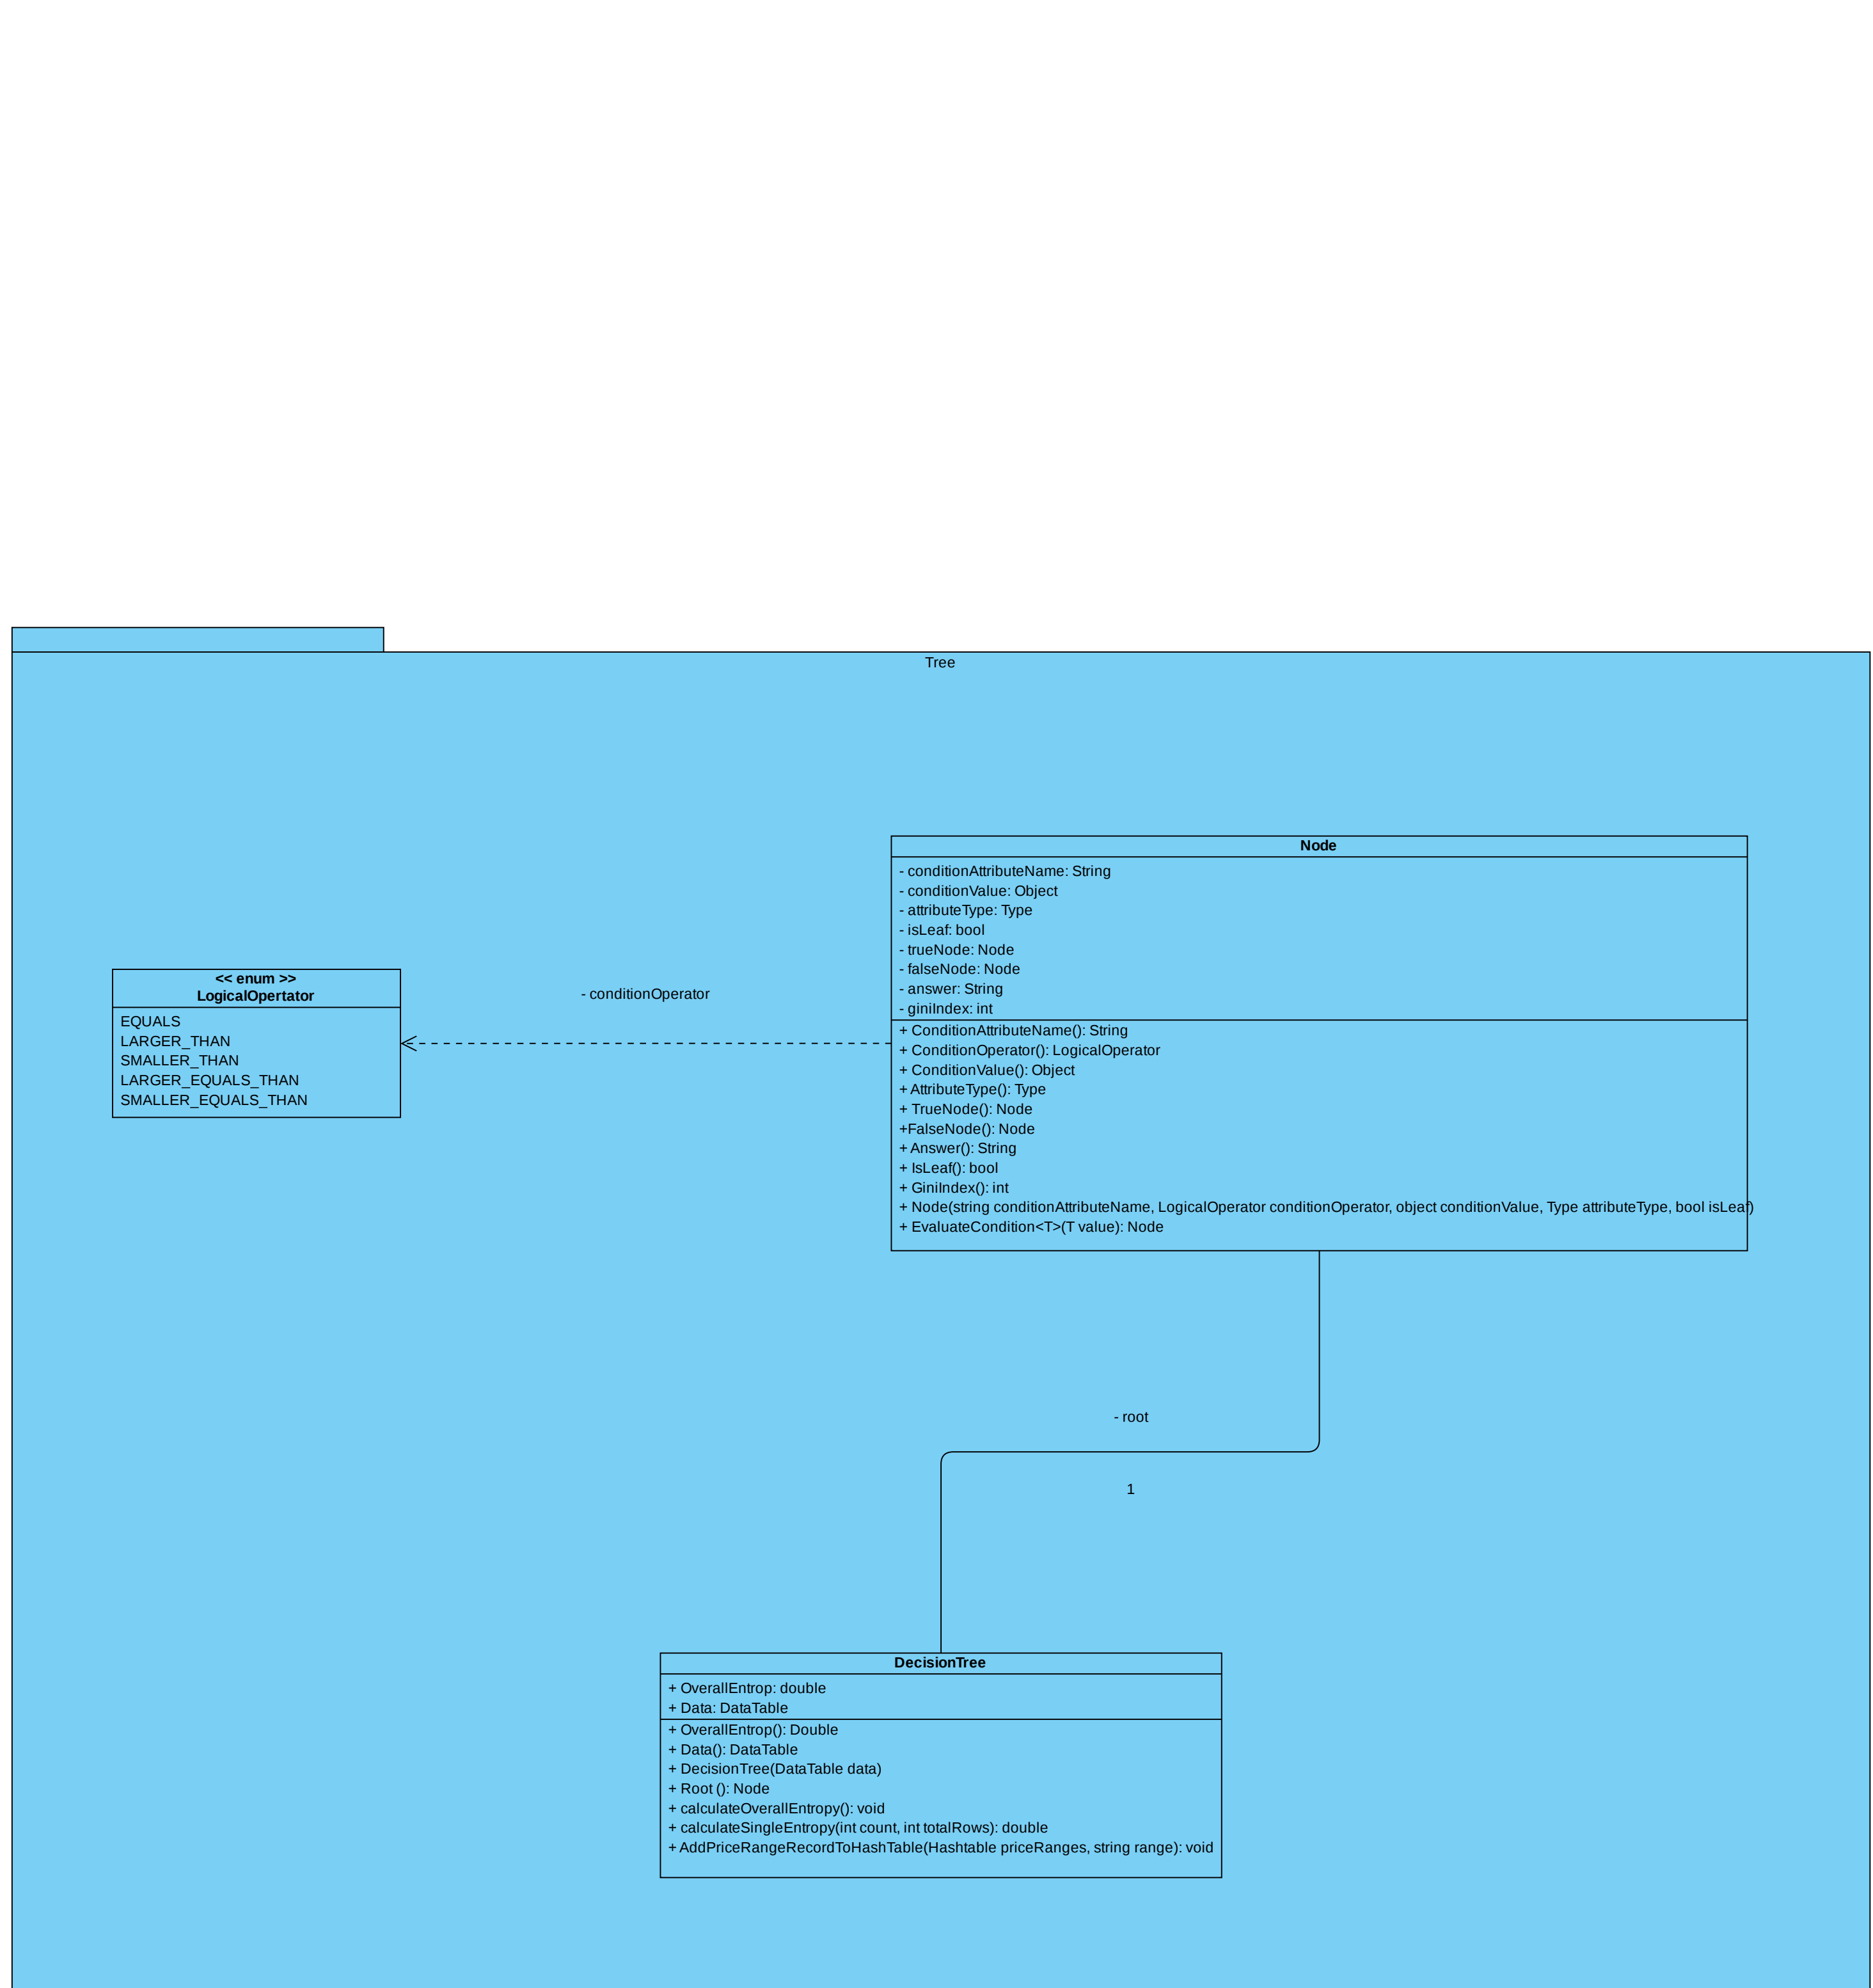 Tree
Node
- conditionAttributeName: String
- conditionValue: Object
- attributeType: Type
- isLeaf: bool
- trueNode: Node
- falseNode: Node
- answer: String
- giniIndex: int
+ ConditionAttributeName(): String
+ ConditionOperator(): LogicalOperator
+ ConditionValue(): Object
+ AttributeType(): Type
+ TrueNode(): Node
+FalseNode(): Node
+ Answer(): String
+ IsLeaf(): bool
+ GiniIndex(): int
+ Node(string conditionAttributeName, LogicalOperator conditionOperator, object conditionValue, Type attributeType, bool isLeaf)
+ EvaluateCondition<T>(T value): Node
<< enum >>
LogicalOpertator
EQUALS
LARGER_THAN
SMALLER_THAN
LARGER_EQUALS_THAN
SMALLER_EQUALS_THAN
- conditionOperator
- root
1
DecisionTree
+ OverallEntrop: double
+ Data: DataTable
+ OverallEntrop(): Double
+ Data(): DataTable
+ DecisionTree(DataTable data)
+ Root (): Node
+ calculateOverallEntropy(): void
+ calculateSingleEntropy(int count, int totalRows): double
+ AddPriceRangeRecordToHashTable(Hashtable priceRanges, string range): void